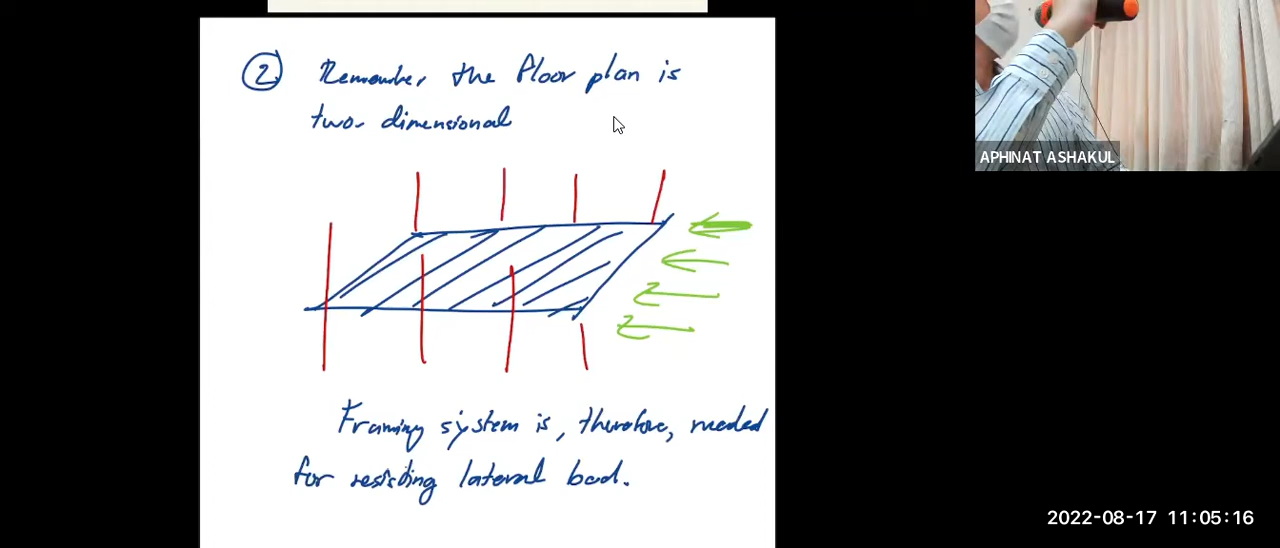 ② Remember the floor plan is
two-dimensional
Framing system is, therefore, needed
for resisting lateral load.
APHINAT ASHAKUL
2022-08-17 11:05:16